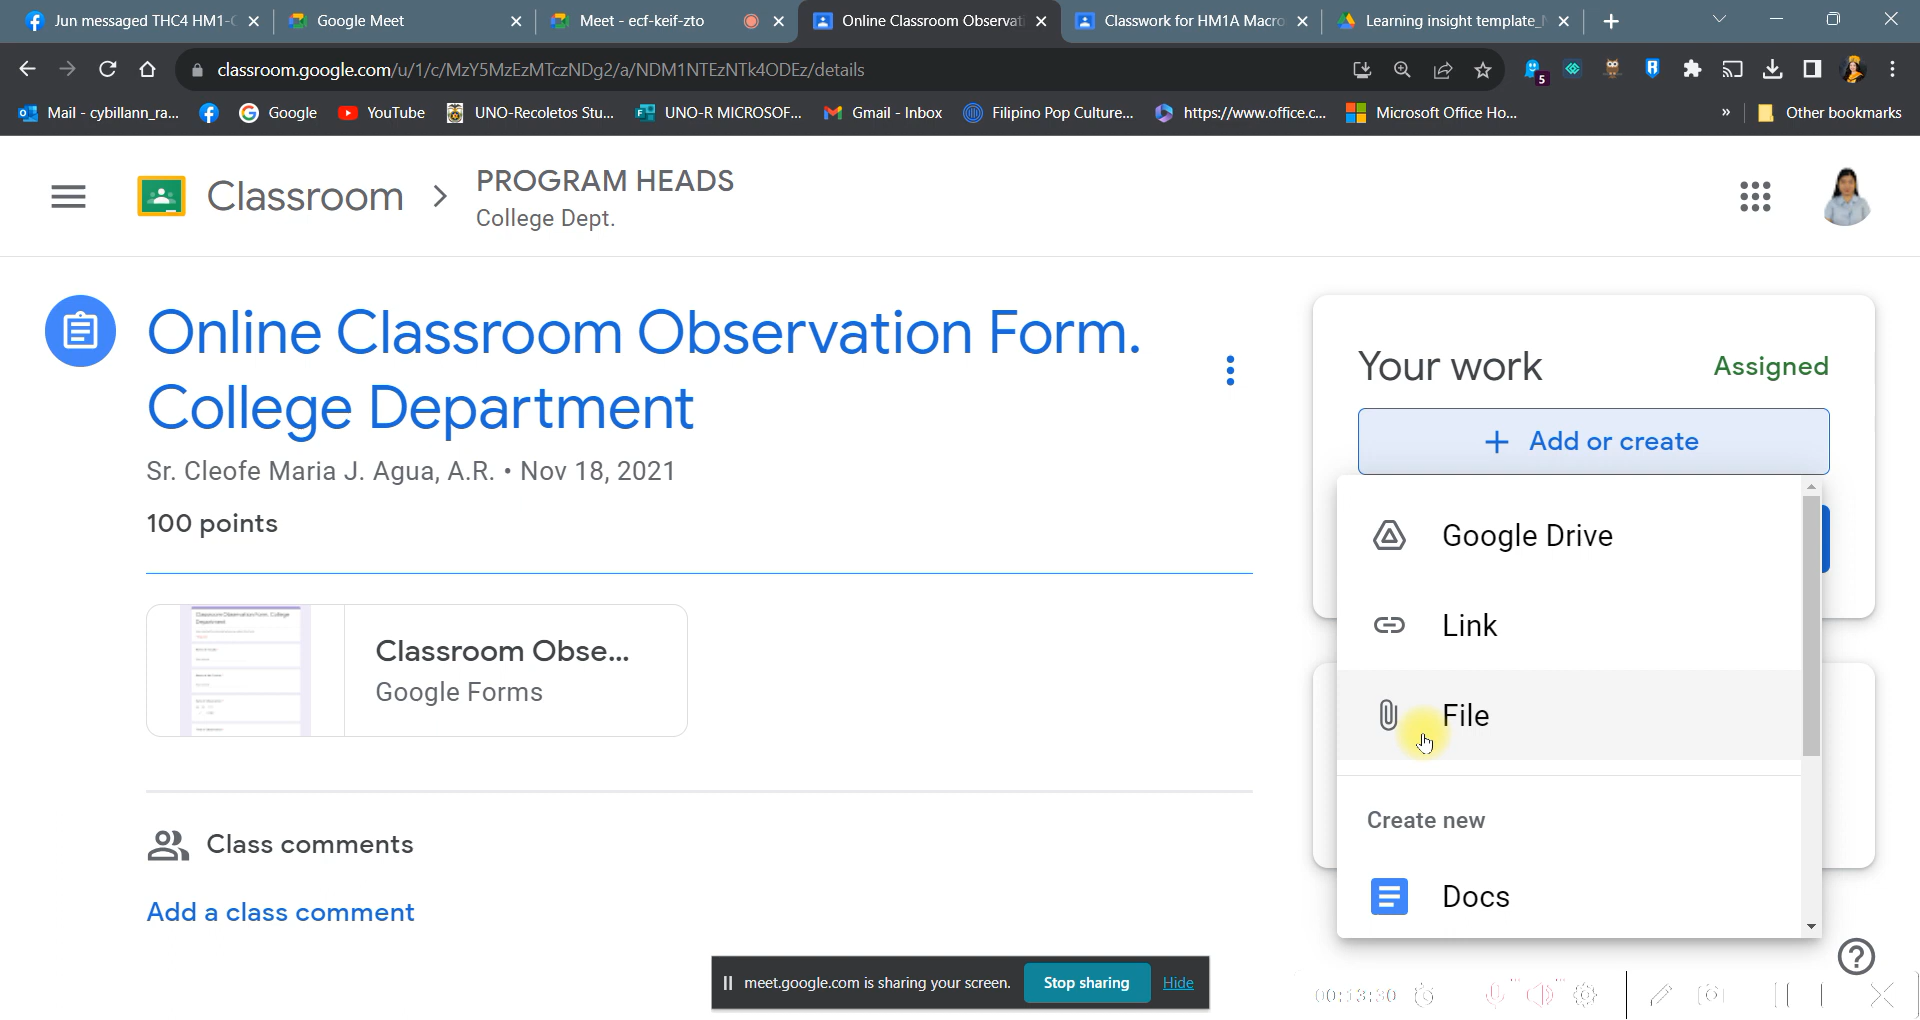 Jun messaged THC4 HM1-
Google Meet
Meet - ecf-keif-zto
Online Classroom Observat
Classwork for HM1A Macro
Learning insight template_
classroom.google.com/u/1/c/MzY5MzEzMTczNDg2/a/NDM1NTEzNTk4ODEz/details
5
Mail - cybillann_ra...
Google
YouTube
UNO-Recoletos Stu...
UNO-R MICROSOF...
Gmail - Inbox
Filipino Pop Culture...
https://www.office.c...
Microsoft Office Ho...
»
Other bookmarks
Classroom
PROGRAM HEADS
College Dept.
Online Classroom Observation Form.
College Department
Sr. Cleofe Maria J. Agua, A.R. • Nov 18, 2021
100 points
Classroom Obse...
Google Forms
Class comments
Add a class comment
Your work
Assigned
+ Add or create
Google Drive
Link
File
Create new
Docs
meet.google.com is sharing your screen.
Stop sharing
Hide
00:13:30